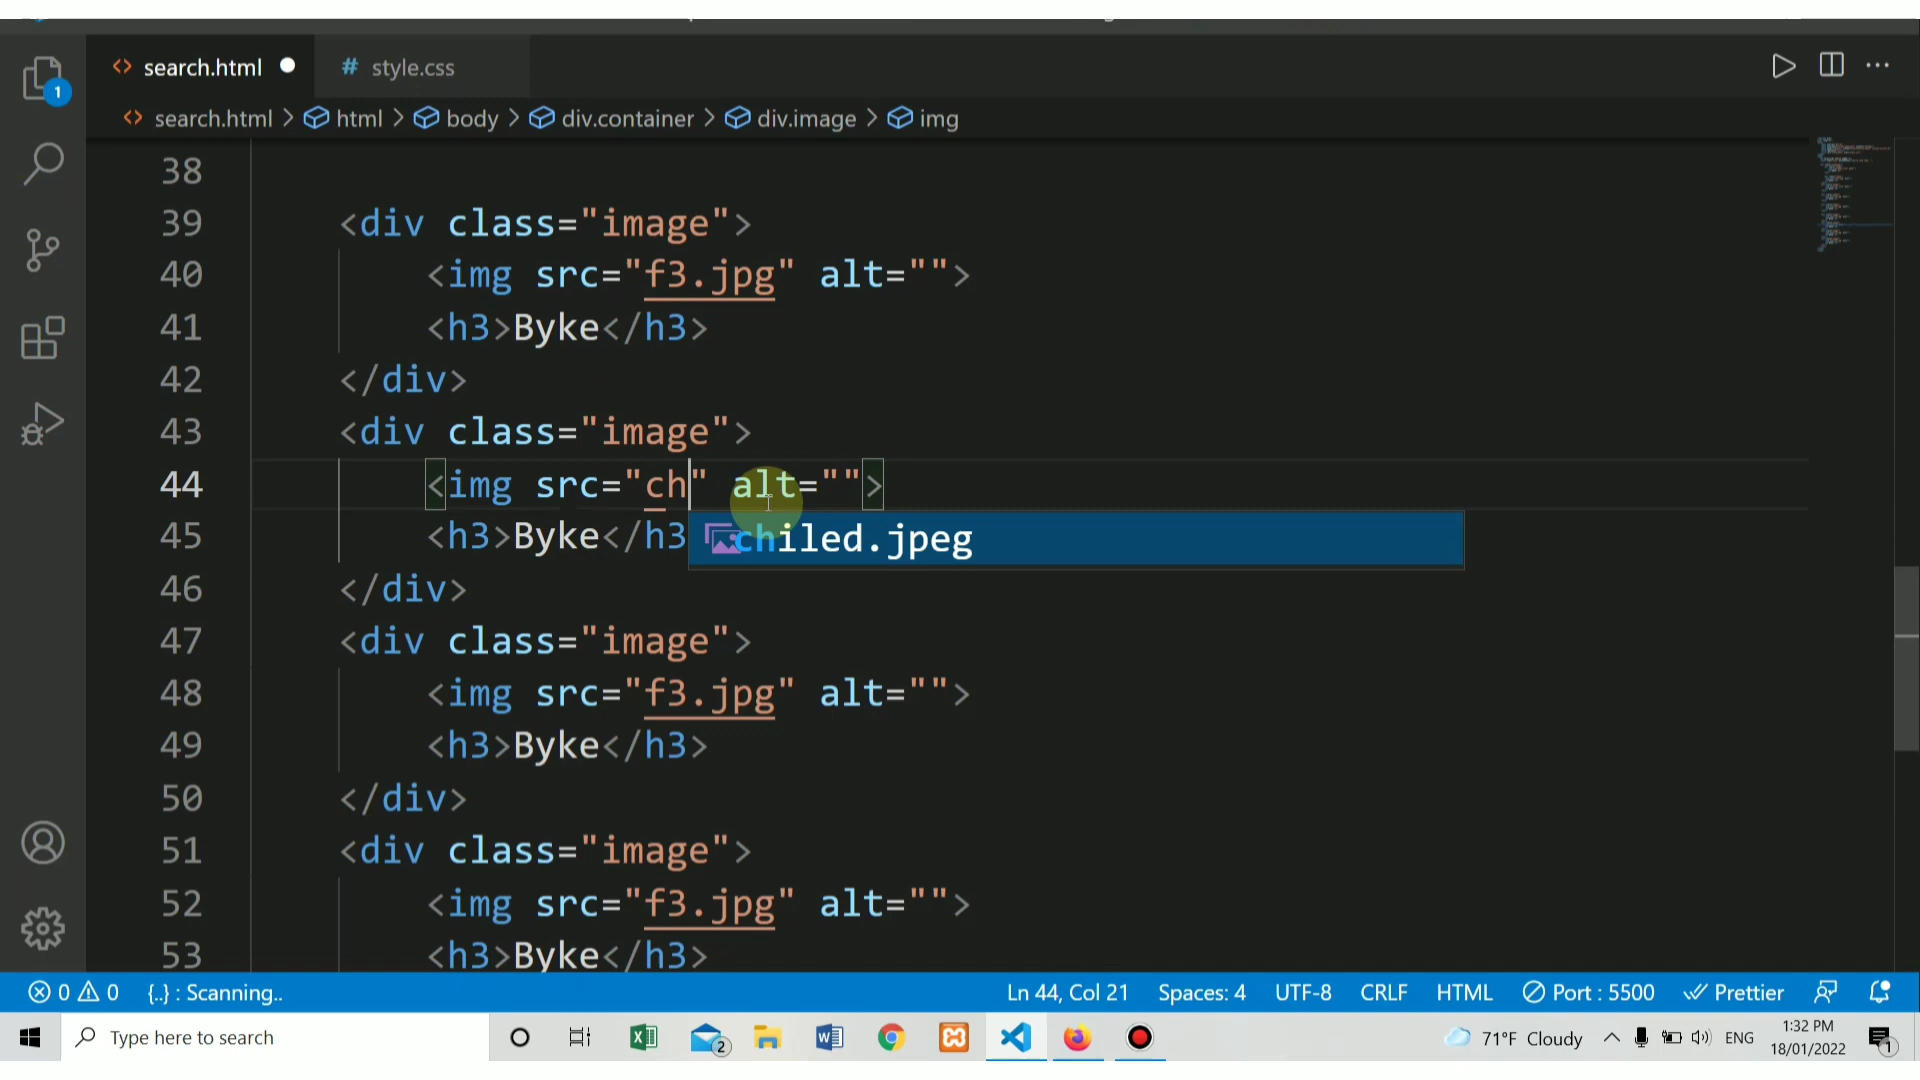 search.html
# style.css
1
search.html > html > body > div.container > div.image > img
38
39 <div class="image">
40 <img src="f3.jpg" alt="">
41 <h3>Byke</h3>
42 </div>
43 <div class="image">
44 <img src="ch" alt="">
45 <h3>Byke</h3
chiled.jpeg
46 </div>
47 <div class="image">
48 <img src="f3.jpg" alt="">
49 <h3>Byke</h3>
50 </div>
51 <div class="image">
52 <img src="f3.jpg" alt="">
53 <h3>Byke</h3>
0 0 {..} : Scanning.. Ln 44, Col 21 Spaces: 4 UTF-8 CRLF HTML Port : 5500 Prettier
Type here to search 2 71°F Cloudy ENG 1:32 PM
18/01/2022 1